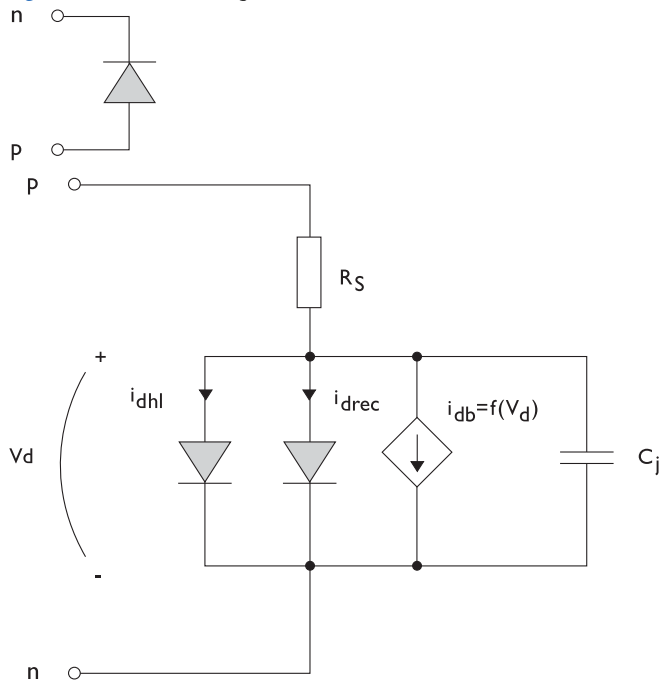 n
p
p
R_S
+
i_dhl
i_drec
i_db=f(V_d)
Vd
C_j
-
n